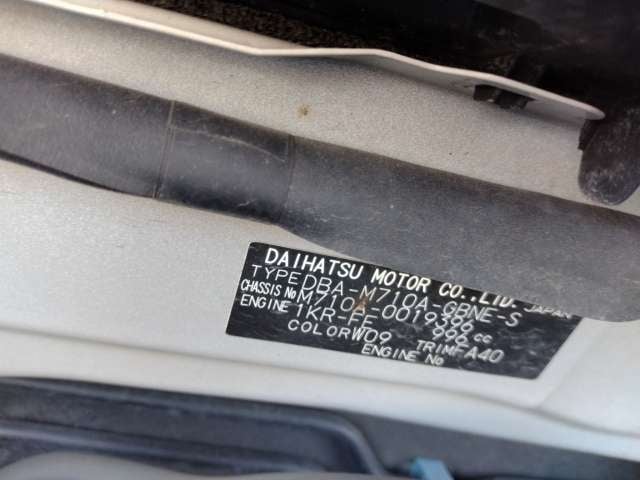 DAIHATSU MOTOR CO.,LTD. JAPAN
TYPE DBA-M710A-GBNE-S
CHASSIS No M710A-0019396
ENGINE 1KR-FE 996 cc
COLOR W09 TRIM FA40
ENGINE No